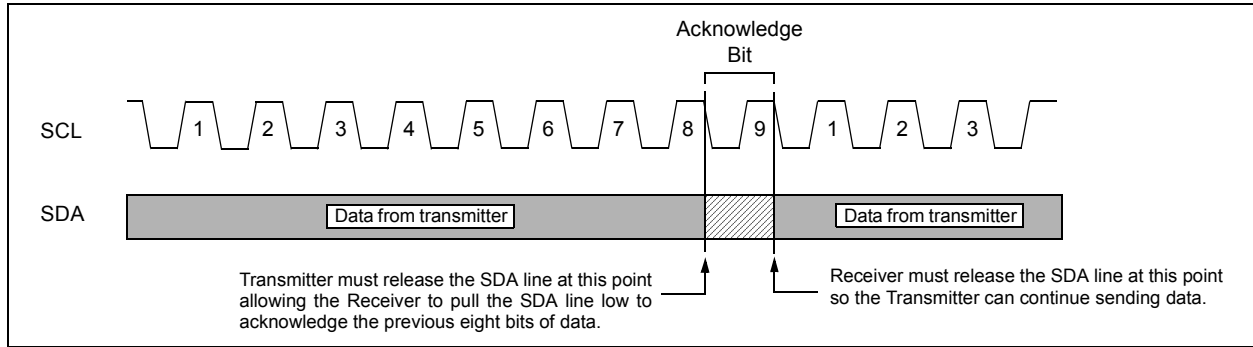 Acknowledge
Bit
SCL
1 2 3 4 5 6 7 8 9 1 2 3
SDA
Data from transmitter
Data from transmitter
Transmitter must release the SDA line at this point
allowing the Receiver to pull the SDA line low to
acknowledge the previous eight bits of data.
Receiver must release the SDA line at this point
so the Transmitter can continue sending data.